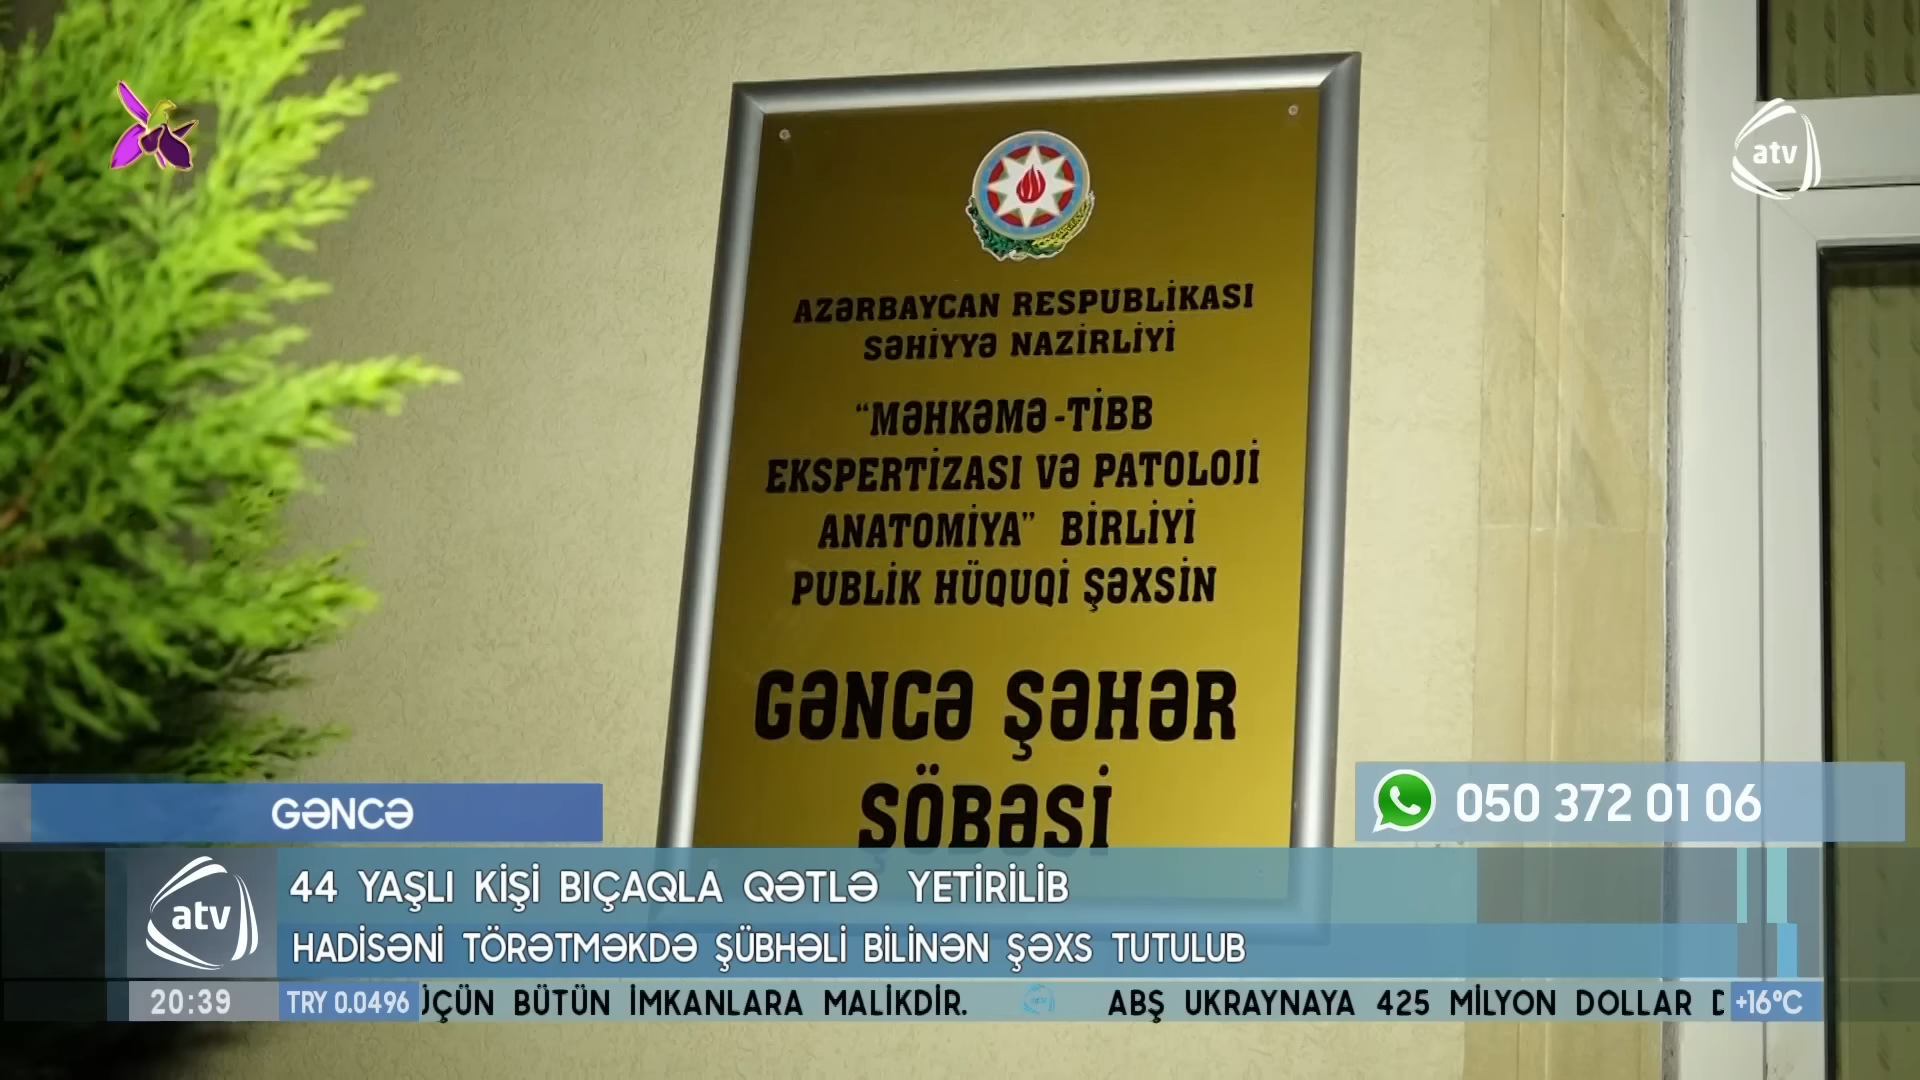 atv
AZƏRBAYCAN RESPUBLİKASI
SƏHİYYƏ NAZİRLİYİ
“MƏHKƏMƏ-TİBB
EKSPERTİZASI VƏ PATOLOJİ
ANATOMİYA” BİRLİYİ
PUBLİK HÜQUQİ ŞƏXSİN
GƏNCƏ ŞƏHƏR
ŞÖBƏSİ
GƏNCƏ
050 372 01 06
atv
44 YAŞLI KİŞİ BIÇAQLA QƏTLƏ YETİRİLİB
HADİSƏNİ TÖRƏTMƏKDƏ ŞÜBHƏLİ BİLİNƏN ŞƏXS TUTULUB
20:39 TRY 0.0496 ÜÇÜN BÜTÜN İMKANLARA MALİKDİR. ABŞ UKRAYNAYA 425 MİLYON DOLLAR +16°C